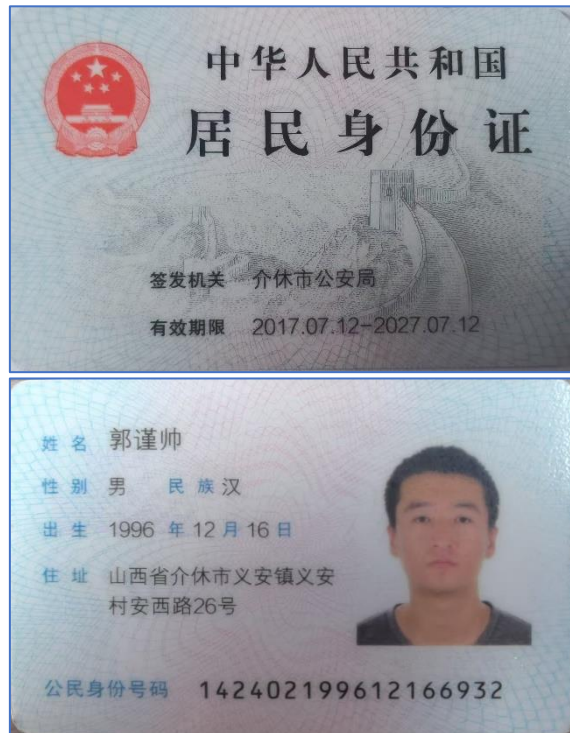 中华人民共和国
居民身份证
签发机关 介休市公安局
有效期限 2017.07.12-2027.07.12
姓名 郭谨帅
性别 男 民族 汉
出生 1996 年 12 月 16 日
住址 山西省介休市义安镇义安
村安西路26号
公民身份号码 142402199612166932